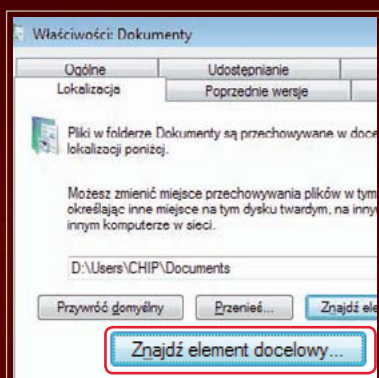 Właściwości: Dokumenty
Ogólne
Udostępnianie
Lokalizacja
Poprzednie wersje
Pliki w folderze Dokumenty są przechowywane w doce
lokalizacji poniżej.
Możesz zmienić miejsce przechowywania plików w tym
określając inne miejsce na tym dysku twardym, na inny
innym komputerze w sieci.
D:\Users\CHIP\Documents
Przywróć domyślny
Przenieś...
Znajdź ele
Znajdź element docelowy...